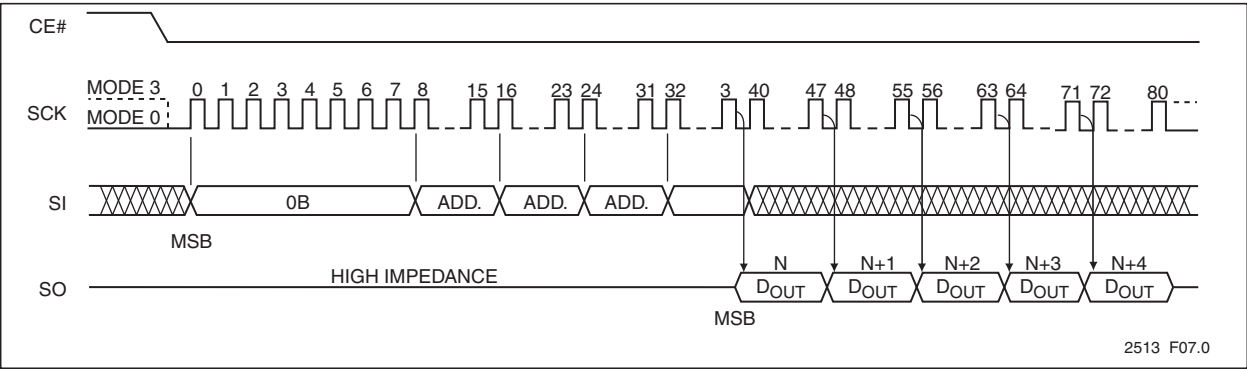 CE#
MODE 3
SCK
MODE 0
0 1 2 3 4 5 6 7 8 15 16 23 24 31 32 3 40 47 48 55 56 63 64 71 72 80
SI
0B ADD. ADD. ADD.
MSB
HIGH IMPEDANCE
SO
N N+1 N+2 N+3 N+4
DOUT DOUT DOUT DOUT DOUT
MSB
2513 F07.0